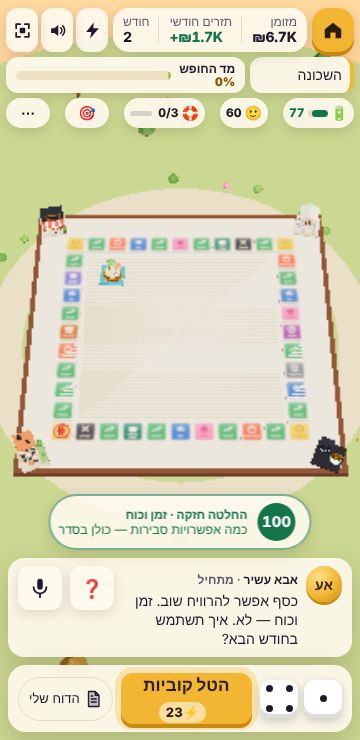 מזומן
₪6.7K
תזרים חודשי
+₪1.7K
חודש
2
השכונה
מד החופש
0%
77
60
0/3
...
100
החלטה חזקה · זמן וכוח
כמה אפשרויות סבירות — כולן בסדר
אע
אבא עשיר · מתחיל
כסף אפשר להרוויח שוב. זמן
וכוח — לא. איך תשתמש
בחודש הבא?
הטל קוביות
23⚡
הדוח שלי